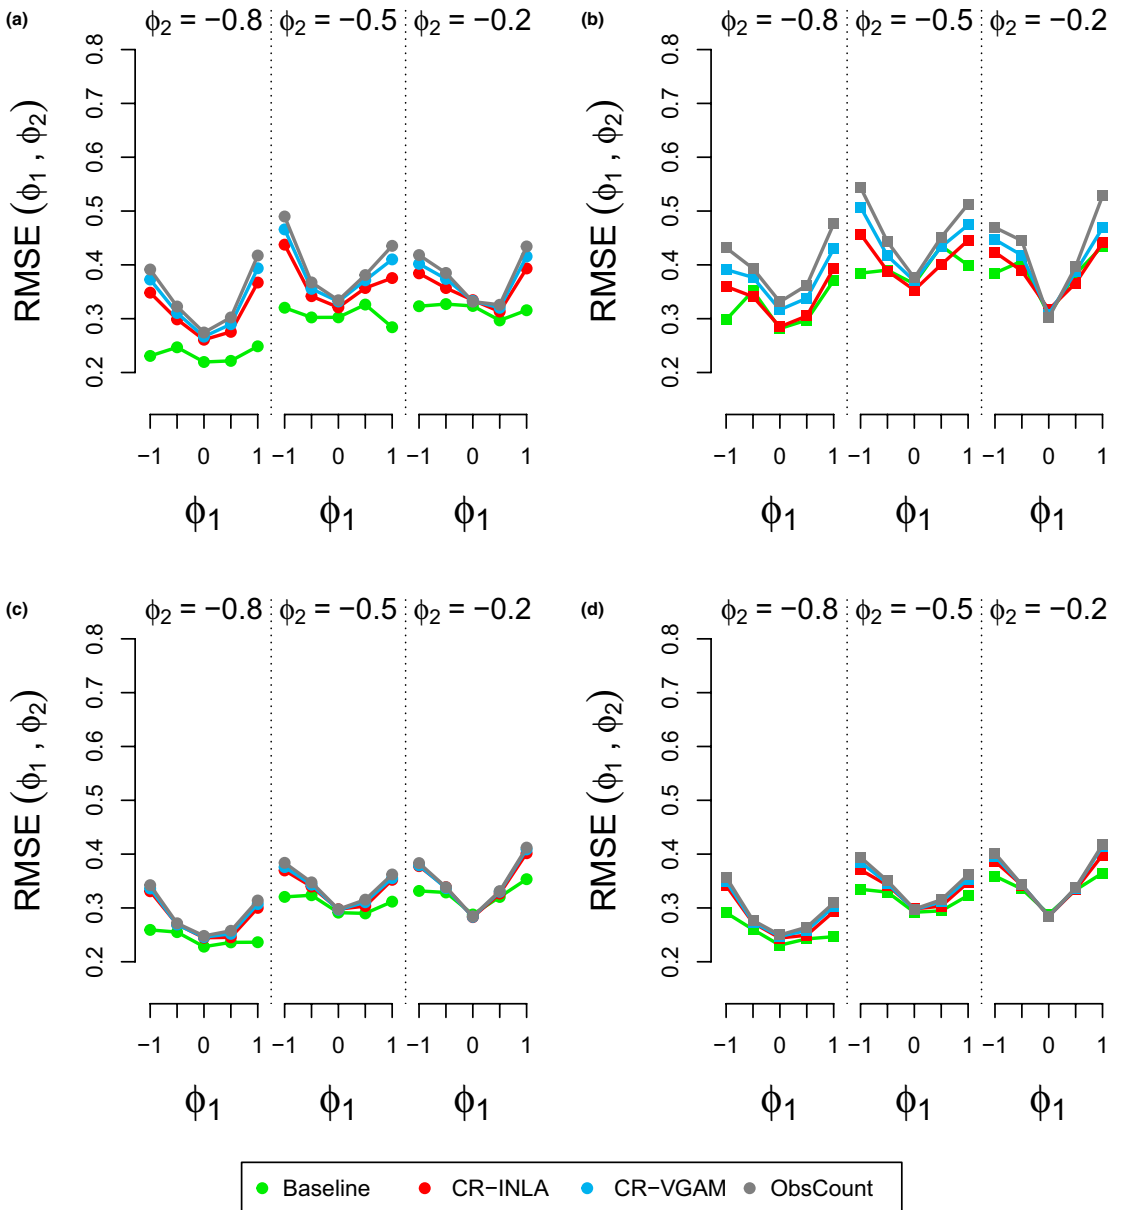 (a) ϕ2 = −0.8 ϕ2 = −0.5 ϕ2 = −0.2
RMSE (ϕ1 , ϕ2)
0.2 0.3 0.4 0.5 0.6 0.7 0.8
−1 0 1 −1 0 1 −1 0 1
ϕ1 ϕ1 ϕ1
(b) ϕ2 = −0.8 ϕ2 = −0.5 ϕ2 = −0.2
RMSE (ϕ1 , ϕ2)
0.2 0.3 0.4 0.5 0.6 0.7 0.8
−1 0 1 −1 0 1 −1 0 1
ϕ1 ϕ1 ϕ1
(c) ϕ2 = −0.8 ϕ2 = −0.5 ϕ2 = −0.2
RMSE (ϕ1 , ϕ2)
0.2 0.3 0.4 0.5 0.6 0.7 0.8
−1 0 1 −1 0 1 −1 0 1
ϕ1 ϕ1 ϕ1
(d) ϕ2 = −0.8 ϕ2 = −0.5 ϕ2 = −0.2
RMSE (ϕ1 , ϕ2)
0.2 0.3 0.4 0.5 0.6 0.7 0.8
−1 0 1 −1 0 1 −1 0 1
ϕ1 ϕ1 ϕ1
Baseline CR−INLA CR−VGAM ObsCount